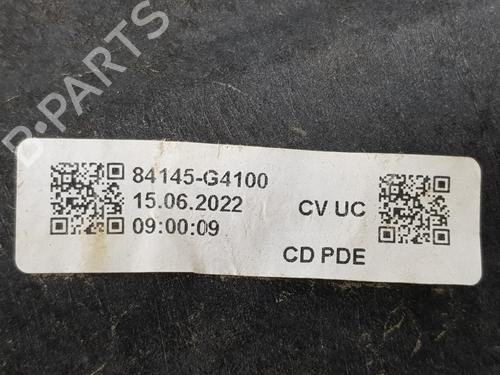 B-PARTS
84145-G4100
15.06.2022
09:00:09
CV UC
CD PDE